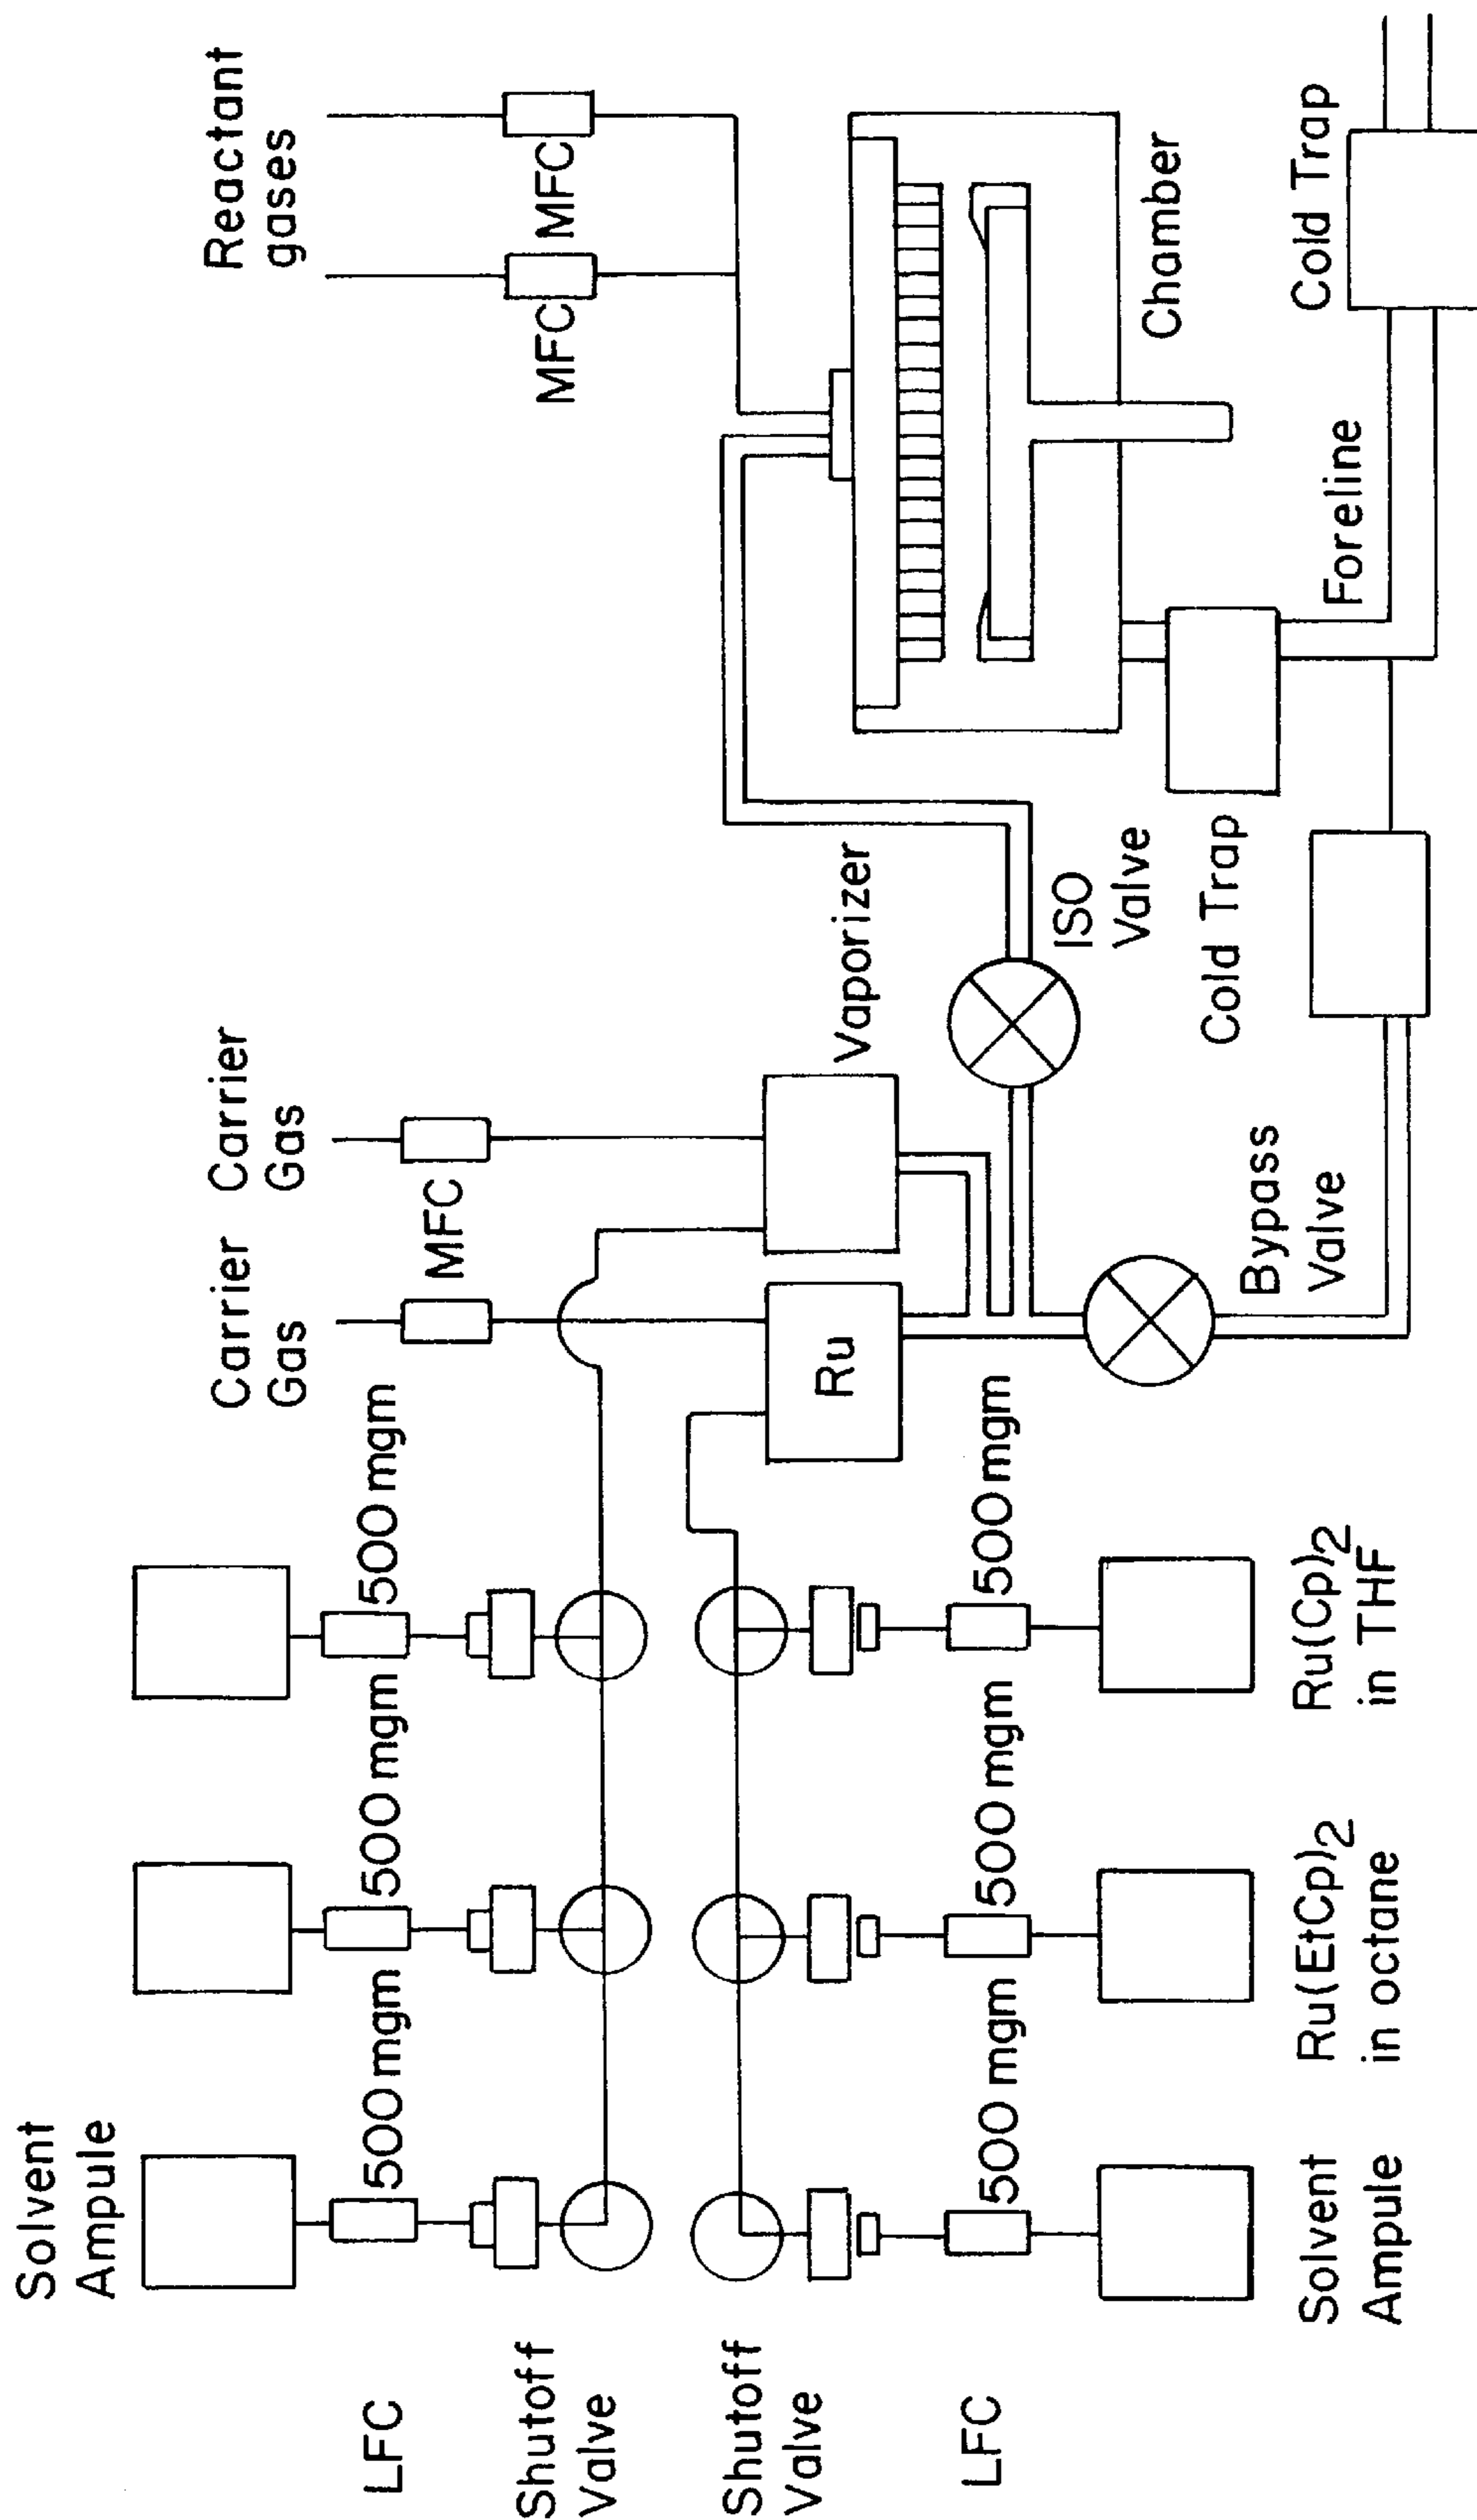 Solvent
Ampule
LFC
500 mgm
500 mgm
500 mgm
Shutoff
Valve
Carrier
Gas
Carrier
Gas
MFC
Reactant
gases
MFC
MFC
Shutoff
Valve
Ru
Vaporizer
LFC
500 mgm
500 mgm
500 mgm
ISO
Valve
Chamber
Bypass
Valve
Cold Trap
Foreline
Cold Trap
Solvent
Ampule
Ru(EtCp)2
in octane
Ru(Cp)2
in THF